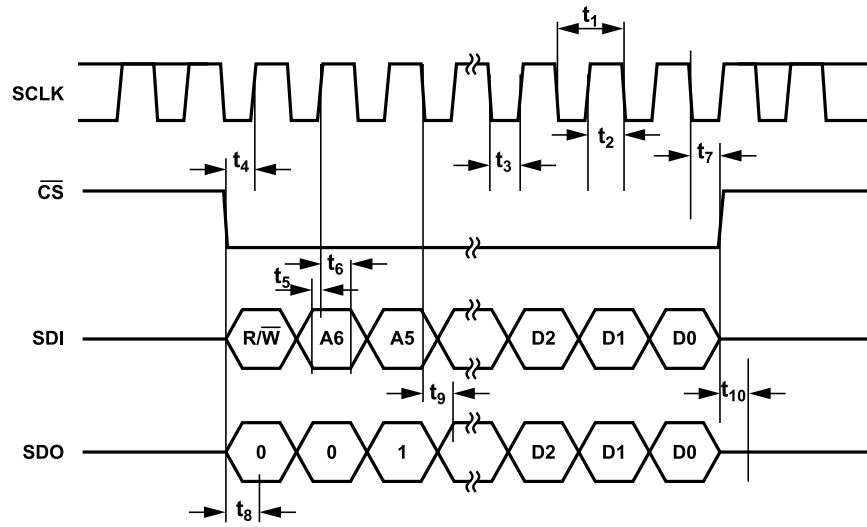 t1
SCLK
t4
t3
t2
t7
CS
t5
t6
SDI
R/W
A6
A5
D2
D1
D0
t9
t10
SDO
0
0
1
D2
D1
D0
t8